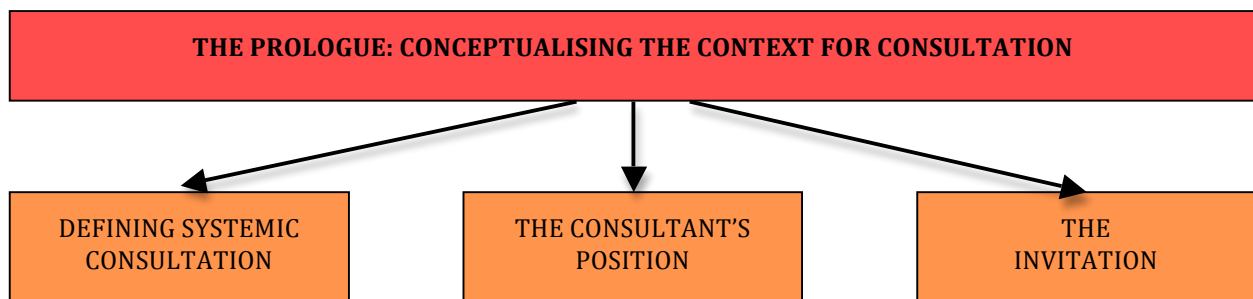 THE PROLOGUE: CONCEPTUALISING THE CONTEXT FOR CONSULTATION
DEFINING SYSTEMIC
CONSULTATION
THE CONSULTANT’S
POSITION
THE
INVITATION